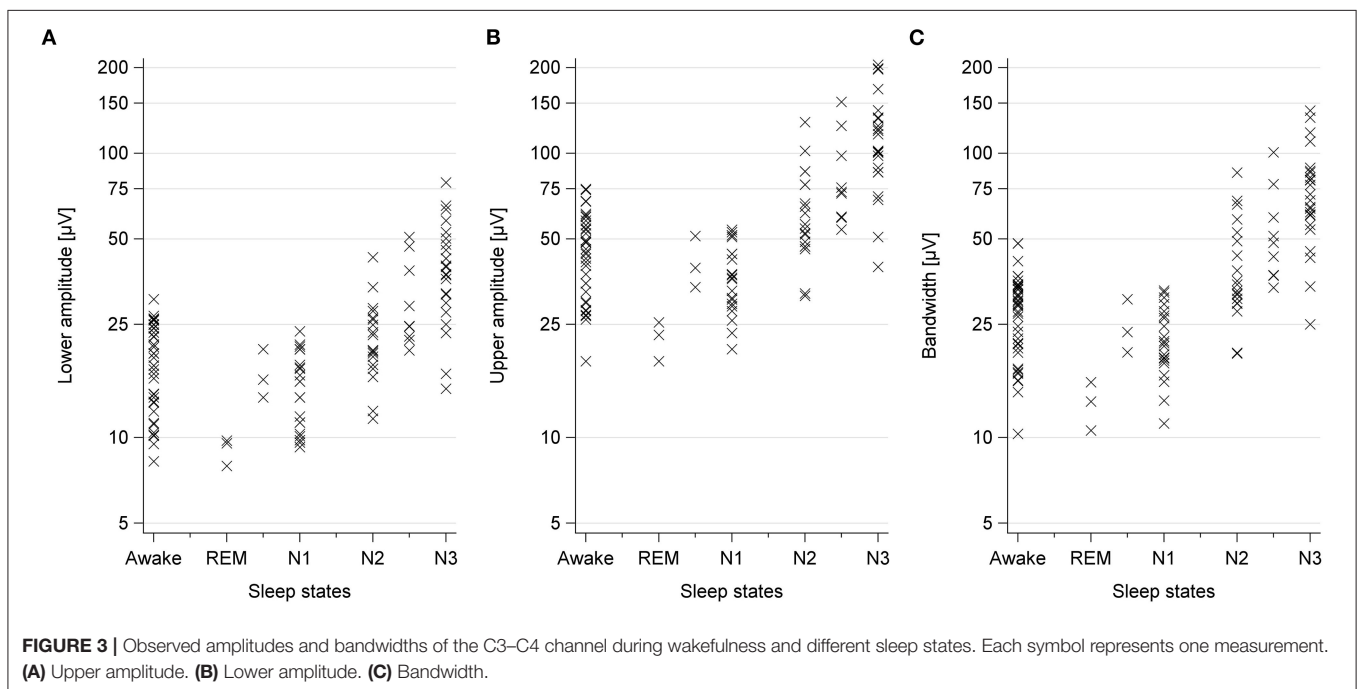 A
B
C
200
150
100
75
50
25
10
5
Lower amplitude [µV]
Awake REM N1 N2 N3
Sleep states
200
150
100
75
50
25
10
5
Upper amplitude [µV]
Awake REM N1 N2 N3
Sleep states
200
150
100
75
50
25
10
5
Bandwidth [µV]
Awake REM N1 N2 N3
Sleep states
FIGURE 3 | Observed amplitudes and bandwidths of the C3–C4 channel during wakefulness and different sleep states. Each symbol represents one measurement.
(A) Upper amplitude. (B) Lower amplitude. (C) Bandwidth.